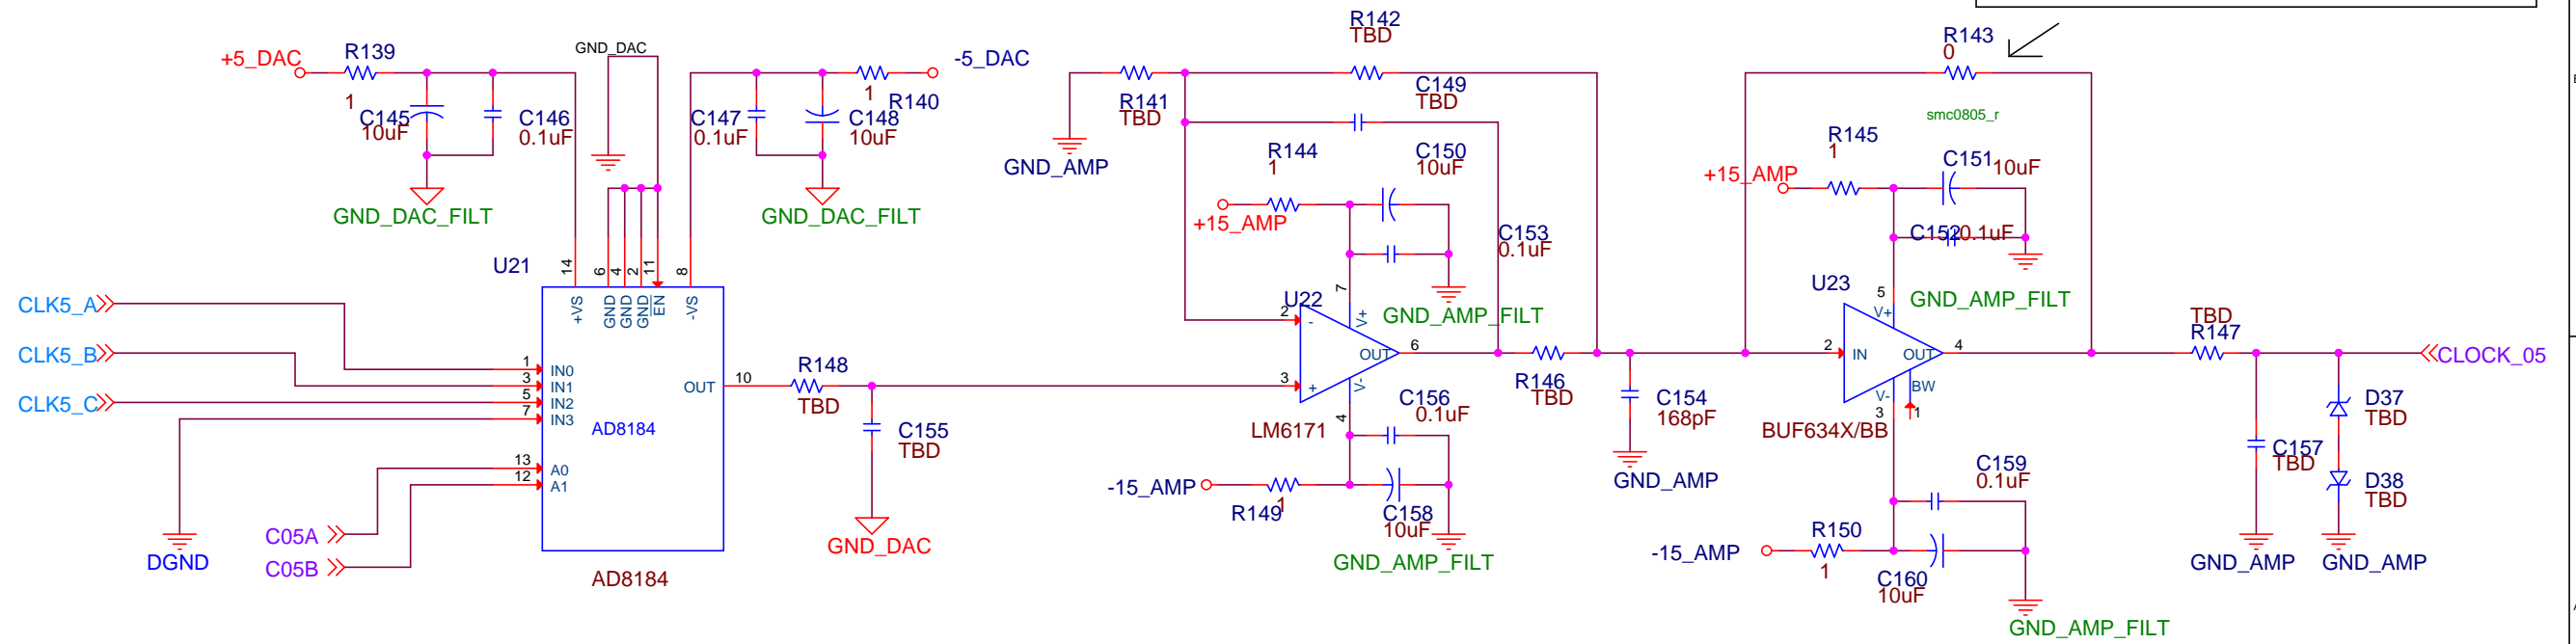 +5_DAC
R139
1
C145
10uF
C146
0.1uF
GND_DAC_FILT
GND_DAC
-5_DAC
1
R140
C147
0.1uF
C148
10uF
GND_DAC_FILT
U21
14
6
4
2
11
8
+VS
GND
GND
GND
EN
-VS
CLK5_A
CLK5_B
CLK5_C
1
3
5
7
13
12
IN0
IN1
IN2
IN3
A0
A1
OUT
10
AD8184
AD8184
DGND
C05A
C05B
R148
TBD
C155
TBD
GND_DAC
R142
TBD
R141
TBD
GND_AMP
C149
TBD
R144
1
+15_AMP
C150
10uF
C153
0.1uF
GND_AMP_FILT
U22
7
2
-
V+
OUT
6
3
+
V-
4
LM6171
C156
0.1uF
-15_AMP
R149
1
C158
10uF
GND_AMP_FILT
R146
TBD
C154
168pF
GND_AMP
R143
0
smc0805_r
R145
1
+15_AMP
C151
10uF
C152
0.1uF
GND_AMP_FILT
U23
5
V+
2
IN
OUT
4
BW
V-
3
1
BUF634X/BB
C159
0.1uF
-15_AMP
R150
1
C160
10uF
GND_AMP_FILT
TBD
R147
CLOCK_05
C157
TBD
GND_AMP
D37
TBD
D38
TBD
GND_AMP